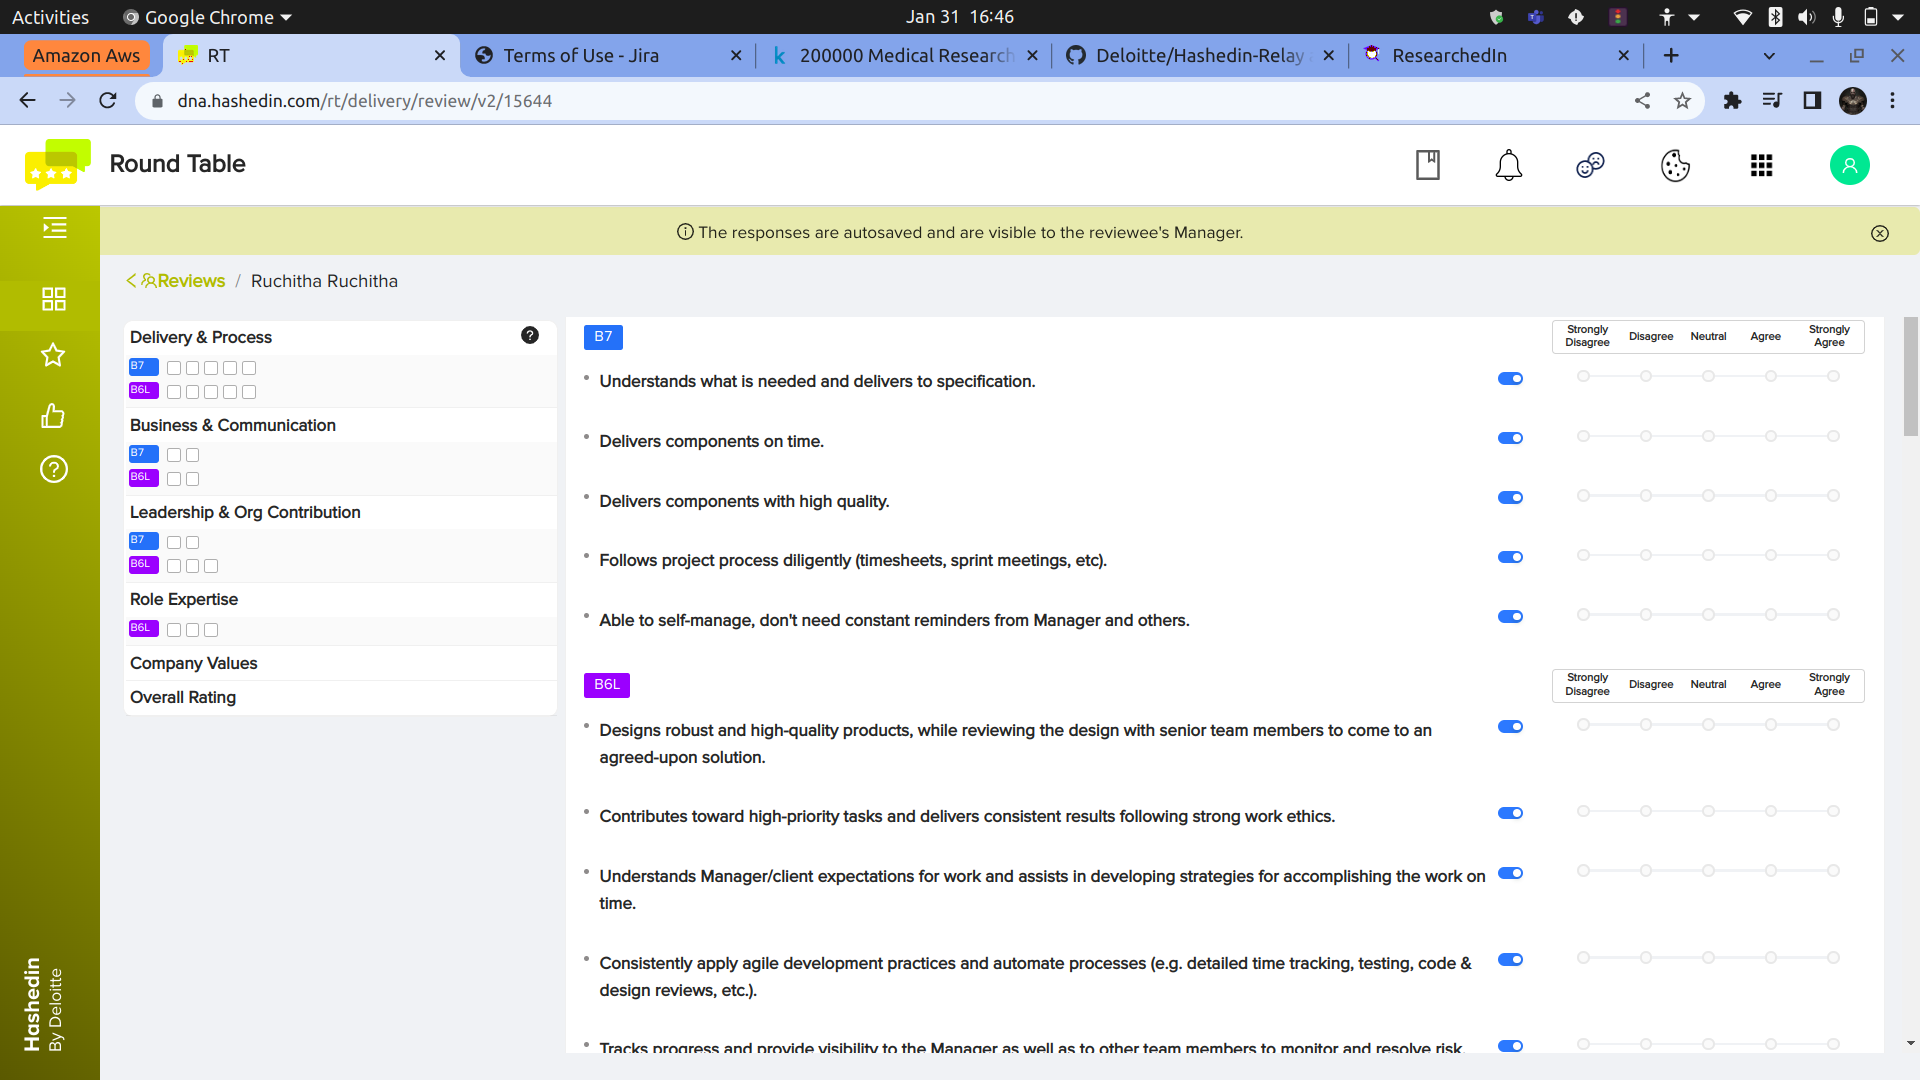 Activities Google Chrome Jan 31 16:46
Amazon Aws RT Terms of Use - Jira 200000 Medical Research Deloitte/Hashedin-Relay ResearchedIn
dna.hashedin.com/rt/delivery/review/v2/15644
Round Table
The responses are autosaved and are visible to the reviewee's Manager.
Reviews / Ruchitha Ruchitha
Delivery & Process ?
B7
B6L
Business & Communication
B7
B6L
Leadership & Org Contribution
B7
B6L
Role Expertise
B6L
Company Values
Overall Rating
B7
Strongly Disagree Disagree Neutral Agree Strongly Agree
Understands what is needed and delivers to specification.
Delivers components on time.
Delivers components with high quality.
Follows project process diligently (timesheets, sprint meetings, etc).
Able to self-manage, don't need constant reminders from Manager and others.
B6L
Strongly Disagree Disagree Neutral Agree Strongly Agree
Designs robust and high-quality products, while reviewing the design with senior team members to come to an
agreed-upon solution.
Contributes toward high-priority tasks and delivers consistent results following strong work ethics.
Understands Manager/client expectations for work and assists in developing strategies for accomplishing the work on
time.
Consistently apply agile development practices and automate processes (e.g. detailed time tracking, testing, code &
design reviews, etc.).
Tracks progress and provide visibility to the Manager as well as to other team members to monitor and resolve risk.
Hashedin
By Deloitte